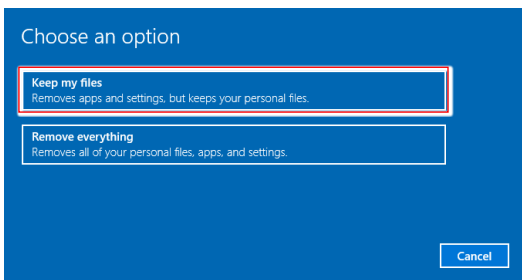 Choose an option
Keep my files
Removes apps and settings, but keeps your personal files.
Remove everything
Removes all of your personal files, apps, and settings.
Cancel